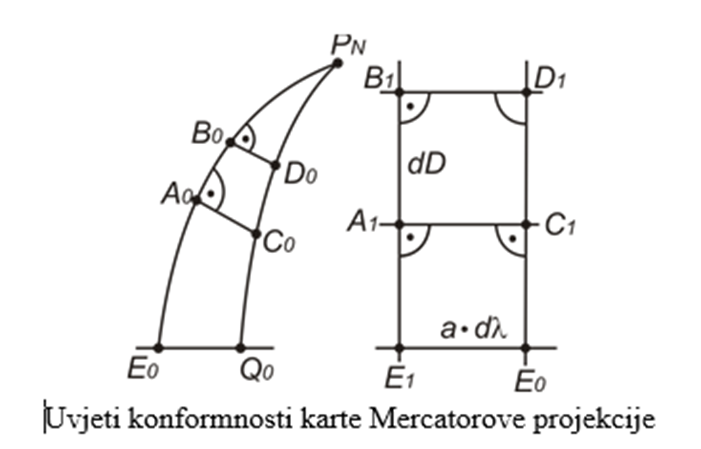 PN
B0
D0
A0
C0
E0
Q0
B1
D1
dD
A1
C1
a•dλ
E1
E0
Uvjeti konformnosti karte Mercatorove projekcije